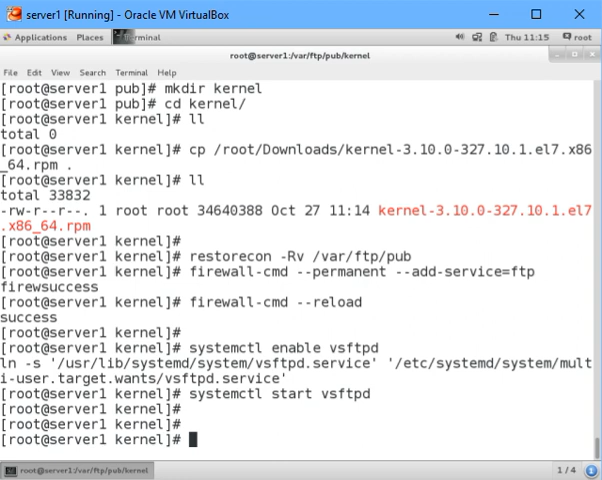 server1 [Running] - Oracle VM VirtualBox
Applications Places Terminal Thu 11:15 root
root@server1:/var/ftp/pub/kernel
File Edit View Search Terminal Help
[root@server1 pub]# mkdir kernel
[root@server1 pub]# cd kernel/
[root@server1 kernel]# ll
total 0
[root@server1 kernel]# cp /root/Downloads/kernel-3.10.0-327.10.1.el7.x86
_64.rpm .
[root@server1 kernel]# ll
total 33832
-rw-r--r--. 1 root root 34640388 Oct 27 11:14 kernel-3.10.0-327.10.1.el7
.x86_64.rpm
[root@server1 kernel]#
[root@server1 kernel]# restorecon -Rv /var/ftp/pub
[root@server1 kernel]# firewall-cmd --permanent --add-service=ftp
firewsuccess
[root@server1 kernel]# firewall-cmd --reload
success
[root@server1 kernel]#
[root@server1 kernel]# systemctl enable vsftpd
ln -s '/usr/lib/systemd/system/vsftpd.service' '/etc/systemd/system/mult
i-user.target.wants/vsftpd.service'
[root@server1 kernel]# systemctl start vsftpd
[root@server1 kernel]#
[root@server1 kernel]#
[root@server1 kernel]#
root@server1:/var/ftp/pub/kernel 1 / 4 1